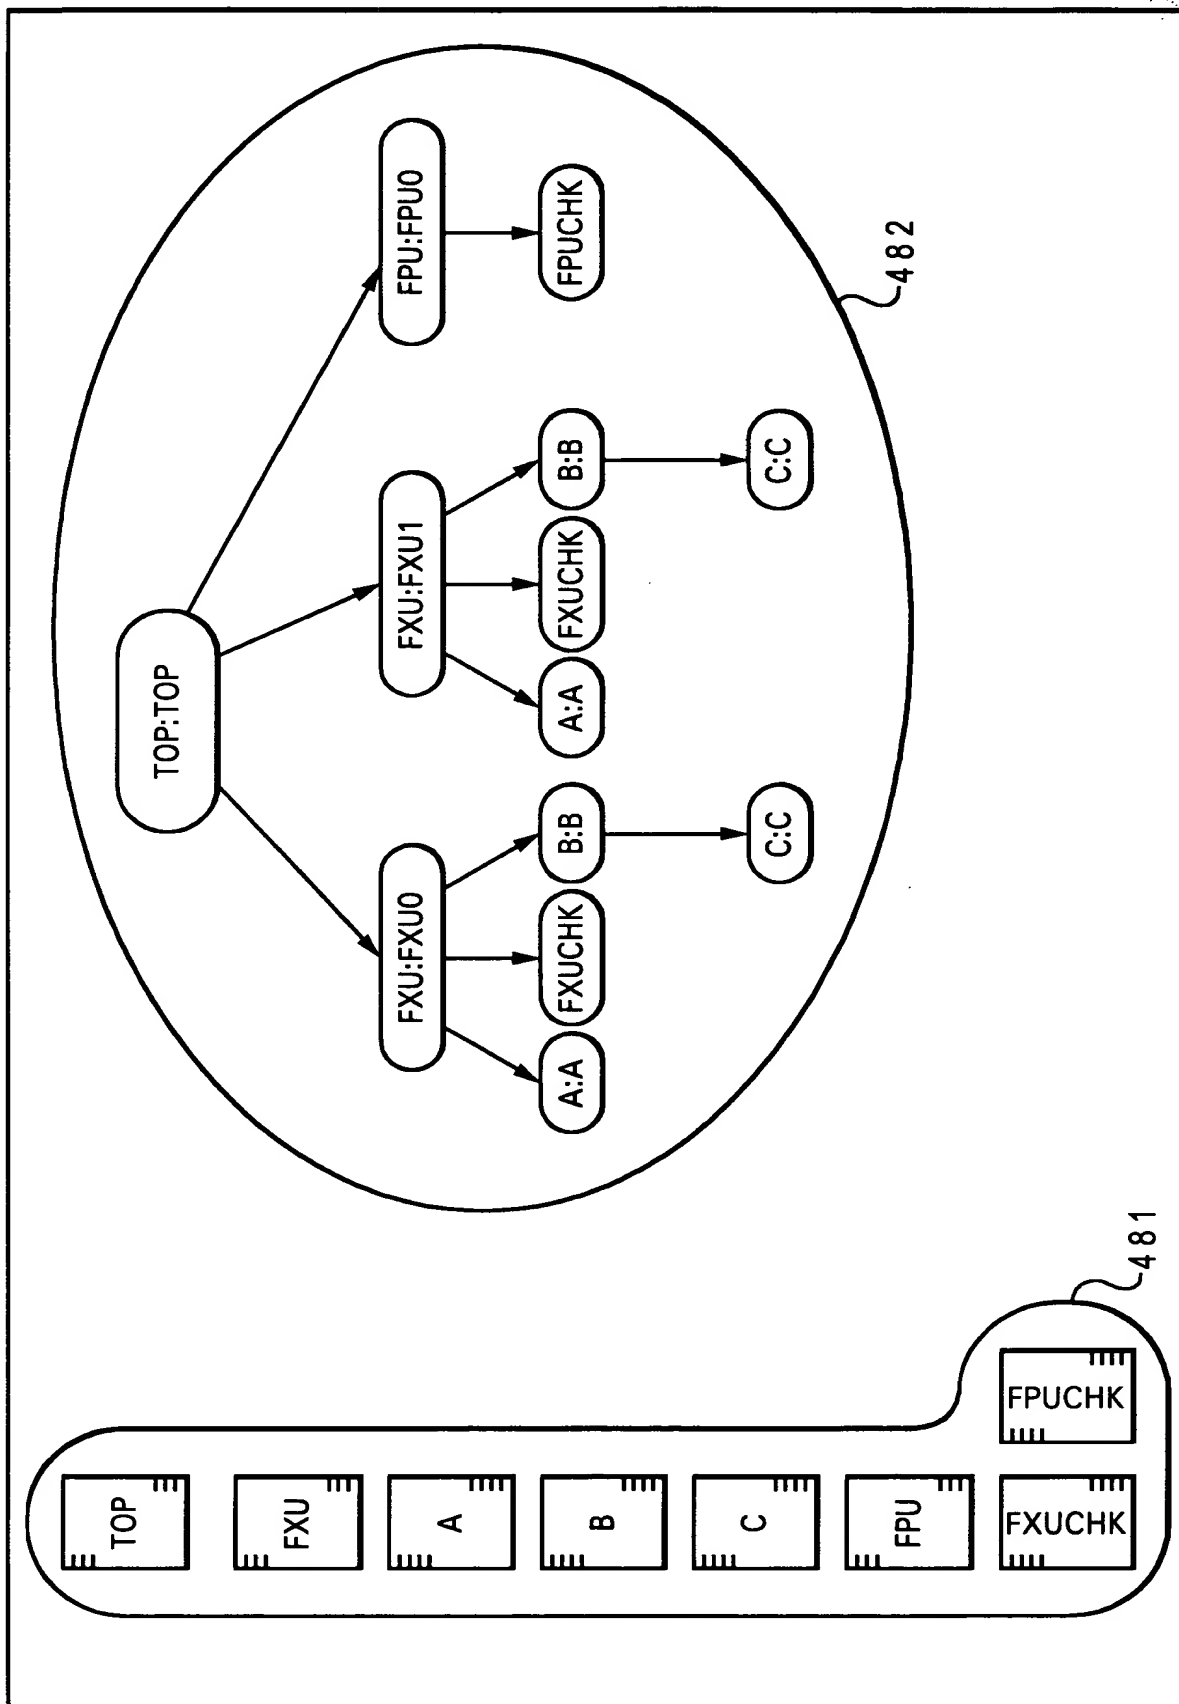 TOP
FXU
A
B
C
FPU
FXUCHK
FPUCHK
481
TOP:TOP
FXU:FXU0
FXU:FXU1
FPU:FPU0
A:A
FXUCHK
B:B
A:A
FXUCHK
B:B
FPUCHK
C:C
C:C
482